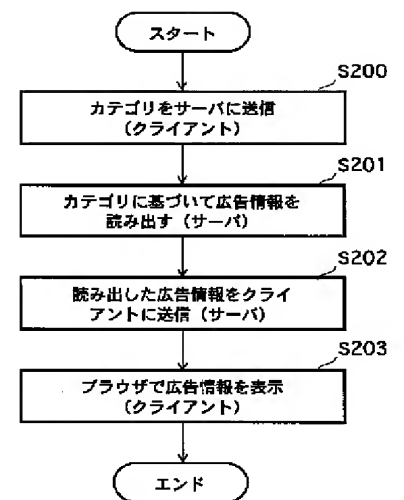 スタート
S200
カテゴリをサーバに送信
(クライアント)
S201
カテゴリに基づいて広告情報を
読み出す(サーバ)
S202
読み出した広告情報をクライ
アントに送信(サーバ)
S203
ブラウザで広告情報を表示
(クライアント)
エンド